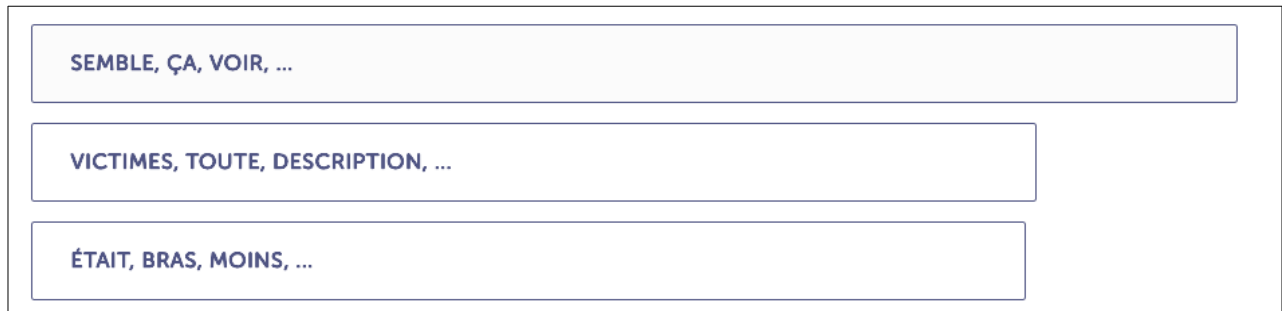 SEMBLE, ÇA, VOIR, ...
VICTIMES, TOUTE, DESCRIPTION, ...
ÉTAIT, BRAS, MOINS, ...